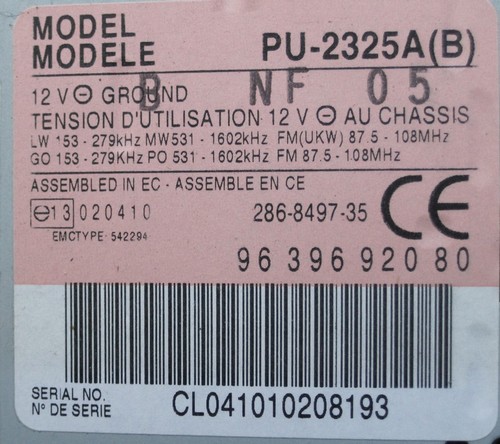 MODEL
MODELE PU-2325A(B)
B NF 05
12 V ⊖ GROUND
TENSION D'UTILISATION 12 V ⊖ AU CHASSIS
LW 153 - 279kHz MW531 - 1602kHz FM(UKW) 87.5 - 108MHz
GO 153 - 279KHz PO 531 - 1602kHz FM 87.5 - 108MHz
ASSEMBLED IN EC - ASSEMBLE EN CE
13 020410 286-8497-35 CE
EMCTYPE 542294
96 396 920 80
SERIAL NO.
N° DE SERIE CL041010208193